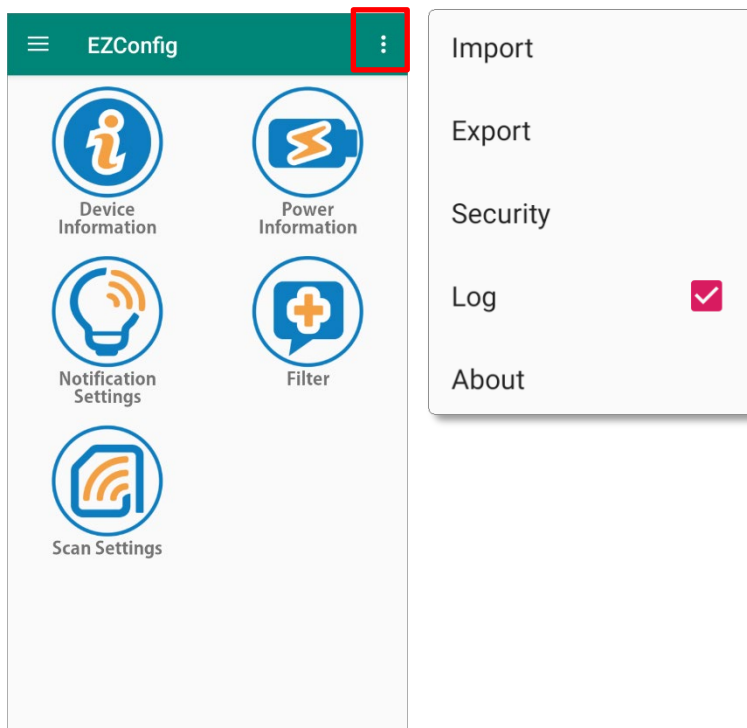 EZConfig
Device
Information
Power
Information
Notification
Settings
Filter
Scan Settings
Import
Export
Security
Log
About